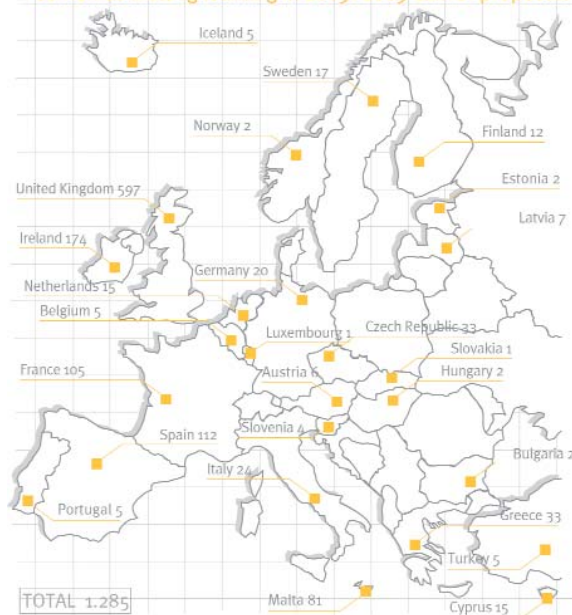 Iceland 5
Sweden 17
Norway 2
Finland 12
Estonia 2
United Kingdom 597
Latvia 7
Ireland 174
Germany 20
Netherlands 15
Belgium 5
Luxembourg 1
Czech Republic 33
Slovakia 1
France 105
Austria 6
Hungary 2
Slovenia 4
Spain 112
Bulgaria 2
Italy 24
Portugal 5
Greece 33
Turkey 5
TOTAL 1.285
Malta 81
Cyprus 15